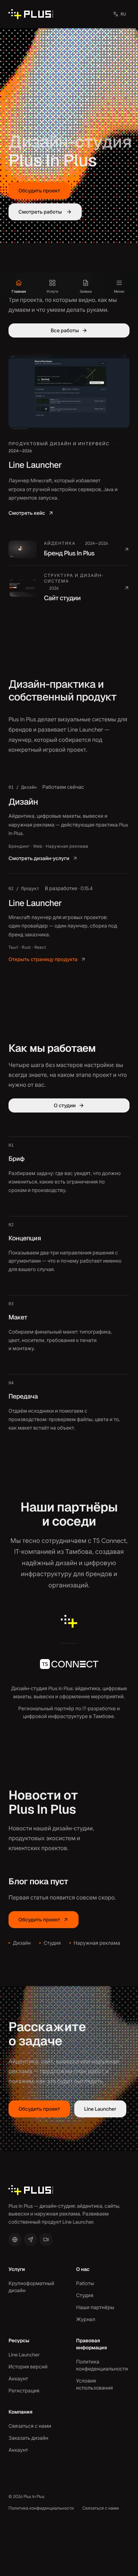 PLUS
RU
Дизайн-студия
Plus In Plus
Обсудить проект
Смотреть работы
Главная
Услуги
Заявка
Меню
Три проекта, по которым видно, как мы
думаем и что умеем доказать руками.
Все работы
ПРОДУКТОВЫЙ ДИЗАЙН И ИНТЕРФЕЙС
2024—2026
Line Launcher
Лаунчер Minecraft, который избавляет
игрока от ручной настройки серверов, Java и
артефактов запуска.
Смотреть кейс
АЙДЕНТИКА 2024—2026
Бренд Plus In Plus
СТРУКТУРА И ДИЗАЙН-
СИСТЕМА
2026
Сайт студии
Дизайн-практика и
собственный продукт
Plus In Plus делает визуальные системы для
брендов и развивает Line Launcher —
лаунчер, который собирается под
конкретный игровой проект.
01 / Дизайн Работаем сейчас
Дизайн
Айдентика, цифровые макеты, вывески и
наружная реклама — действующая практика Plus
In Plus.
Брендинг · Web · Наружная реклама
Смотреть дизайн-услуги
02 / Продукт В разработке · 0.15.4
Line Launcher
Minecraft лаунчер для игровых проектов:
один провайдер — один лаунчер, сборка под
бренд заказчика.
Tauri · Rust · React
Открыть страницу продукта
Как мы работаем
Четыре шага без мастерской мистики: вы
всегда знаете, на каком этапе проект и что
нужно от вас.
О студии
01
Бриф
Разбираем задачу: где вас увидят, что должно
измениться, какие есть ограничения по
срокам и производству.
02
Концепция
Показываем два-три направления решения с
аргументами —что и почему работает именно
для вашего случая.
03
Макет
Собираем финальный макет: типографика,
цвет, носители, требования к печати
и монтажу.
04
Передача
Отдаём исходники и помогаем с
производством: проверяем файлы, цвета и то,
как макет встаёт на объект.
Наши партнёры
и соседи
Мы тесно сотрудничаем с TS Connect,
IT-компанией из Тамбова, создавая
надёжный дизайн и цифровую
инфраструктуру для брендов и
организаций.
TS CONNECT
Дизайн-студия Plus In Plus: айдентика, цифровые
макеты, вывески и оформление мероприятий.
Региональный партнёр по IT-разработке и
цифровой инфраструктуре в Тамбове.
Новости от
Plus In Plus
Новости нашей дизайн-студии,
продуктовых экосистем и
клиентских проектов.
Блог пока пуст
Первая статья появится совсем скоро.
Обсудить проект
• Дизайн • Студия • Наружная реклама
Расскажите
о задаче
Обсудить проект
Line Launcher
PLUS
Plus In Plus — дизайн-студия: айдентика, сайты,
вывески и наружная реклама. Развиваем
собственный продукт Line Launcher.
Услуги
Крупноформатный
дизайн
О нас
Работы
Студия
Наши партнёры
Журнал
Ресурсы
Line Launcher
История версий
Аккаунт
Регистрация
Правовая
информация
Политика
конфиденциальности
Условия
использования
Компания
Связаться с нами
Заказать дизайн
Аккаунт
© 2026 Plus In Plus
Политика конфиденциальности Связаться с нами